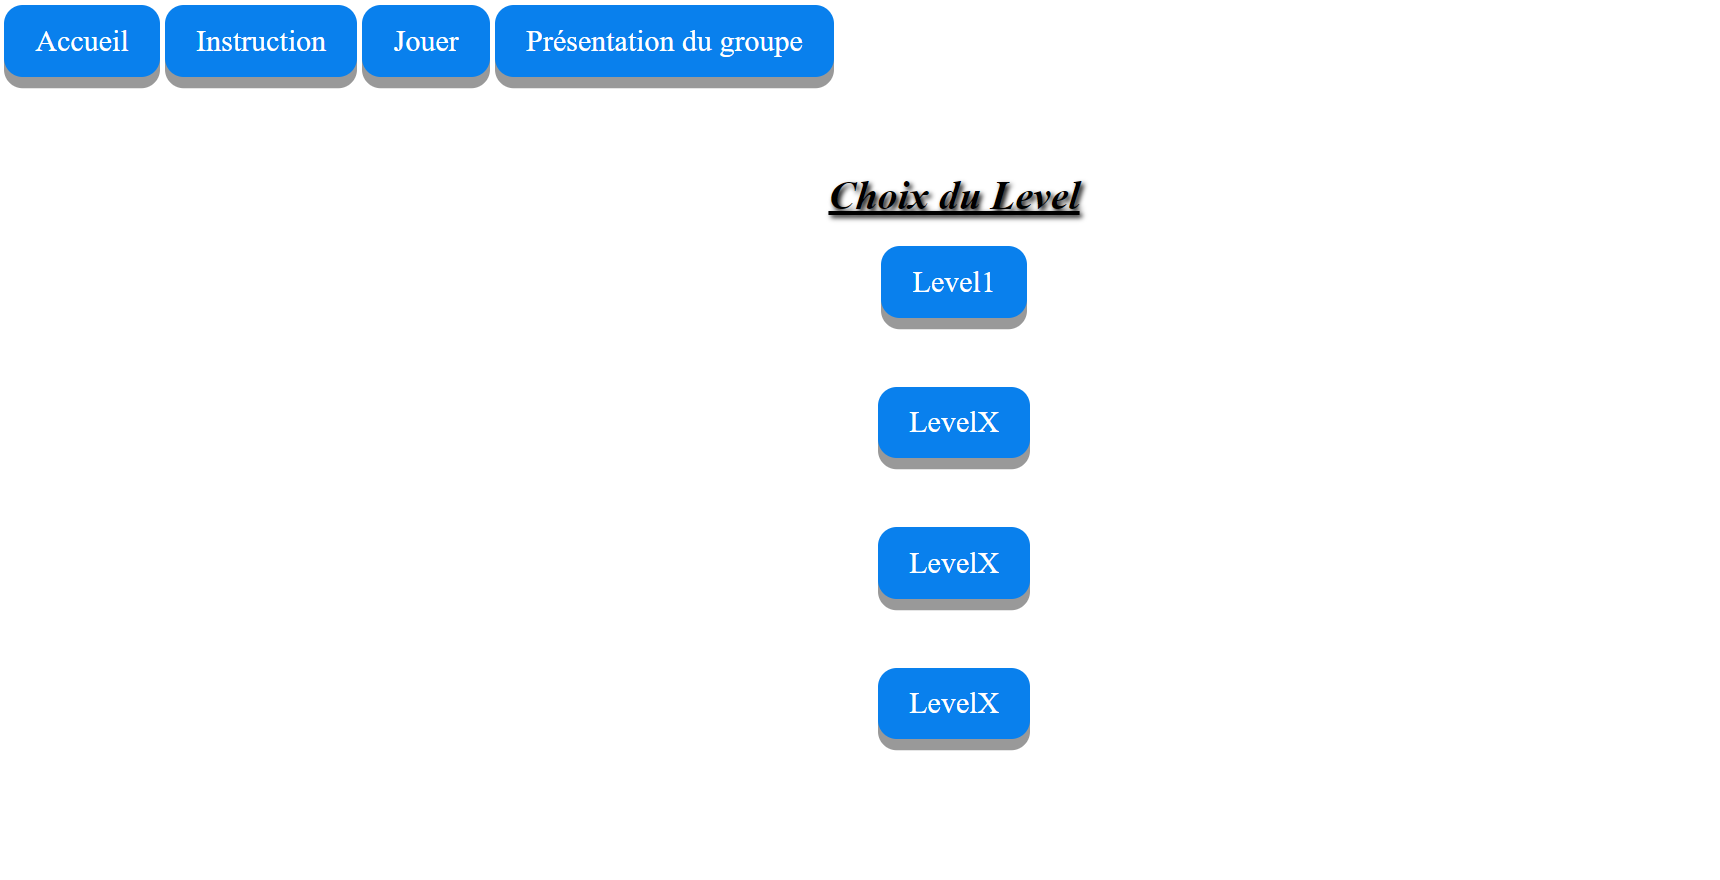 Accueil Instruction Jouer Présentation du groupe
Choix du Level
Level1
LevelX
LevelX
LevelX